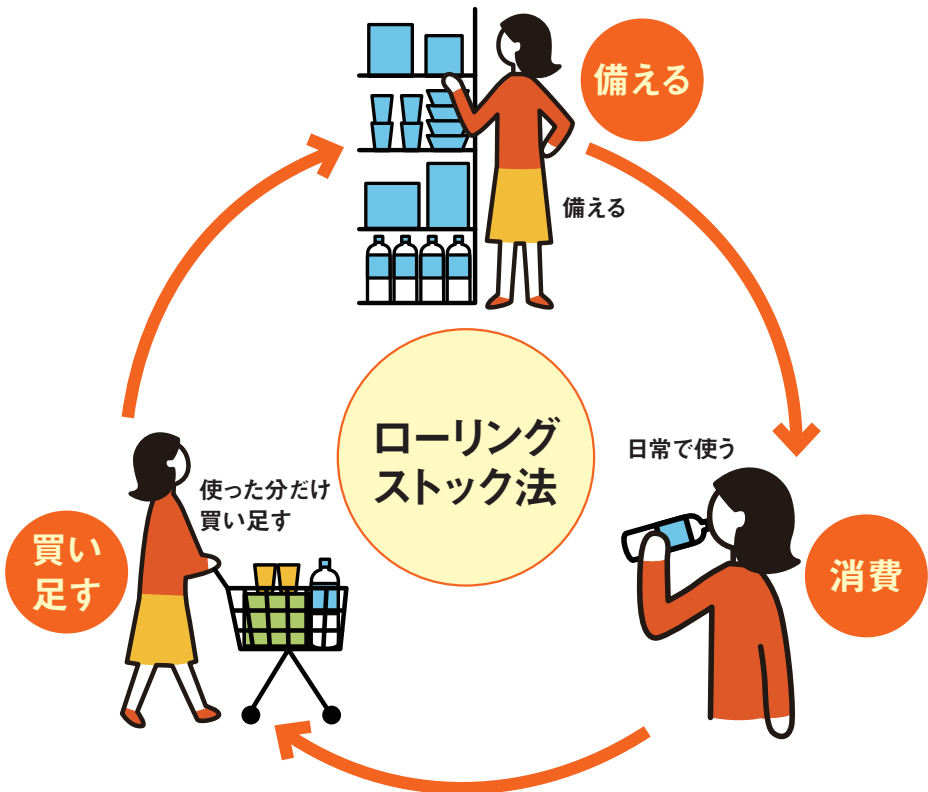 備える
備える
ローリング
ストック法
日常で使う
消費
使った分だけ
買い足す
買い
足す